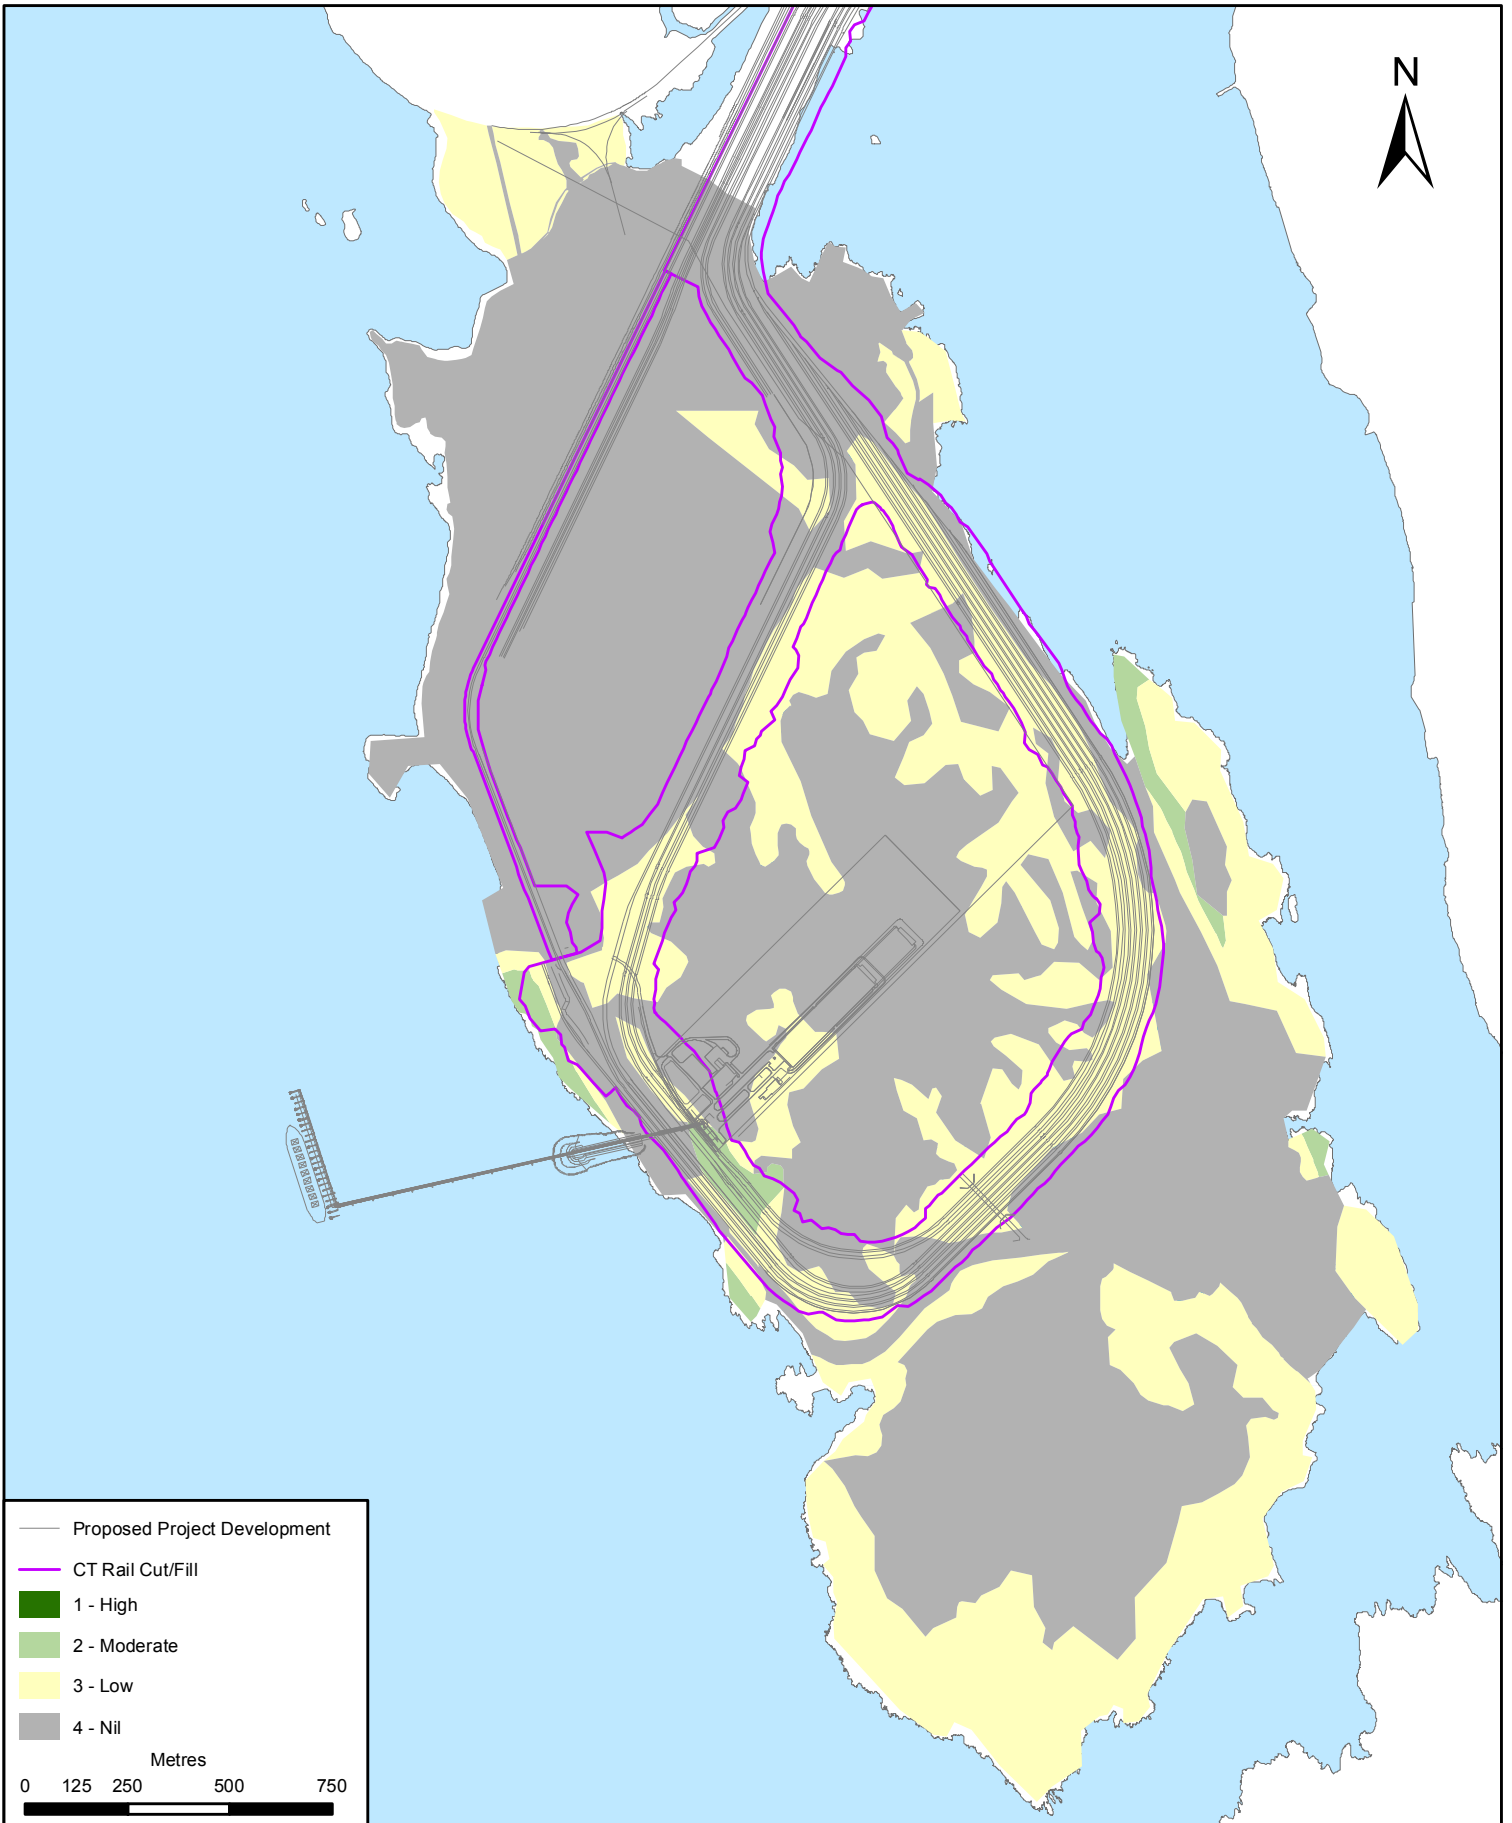 N
Proposed Project Development
CT Rail Cut/Fill
1 - High
2 - Moderate
3 - Low
4 - Nil
Metres
0 125 250 500 750